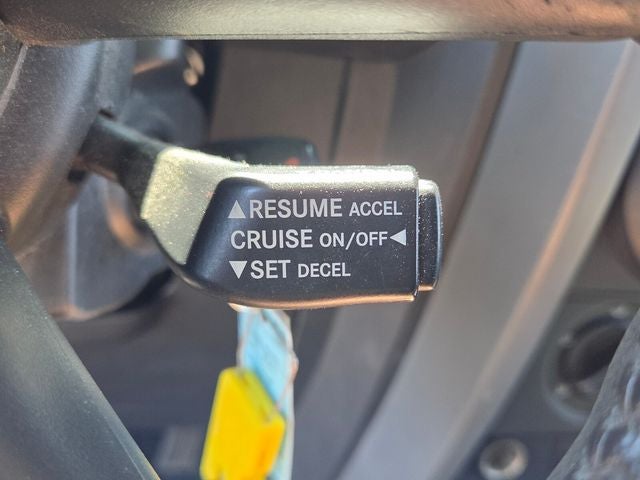 ▲RESUME ACCEL
CRUISE ON/OFF◄
▼SET DECEL